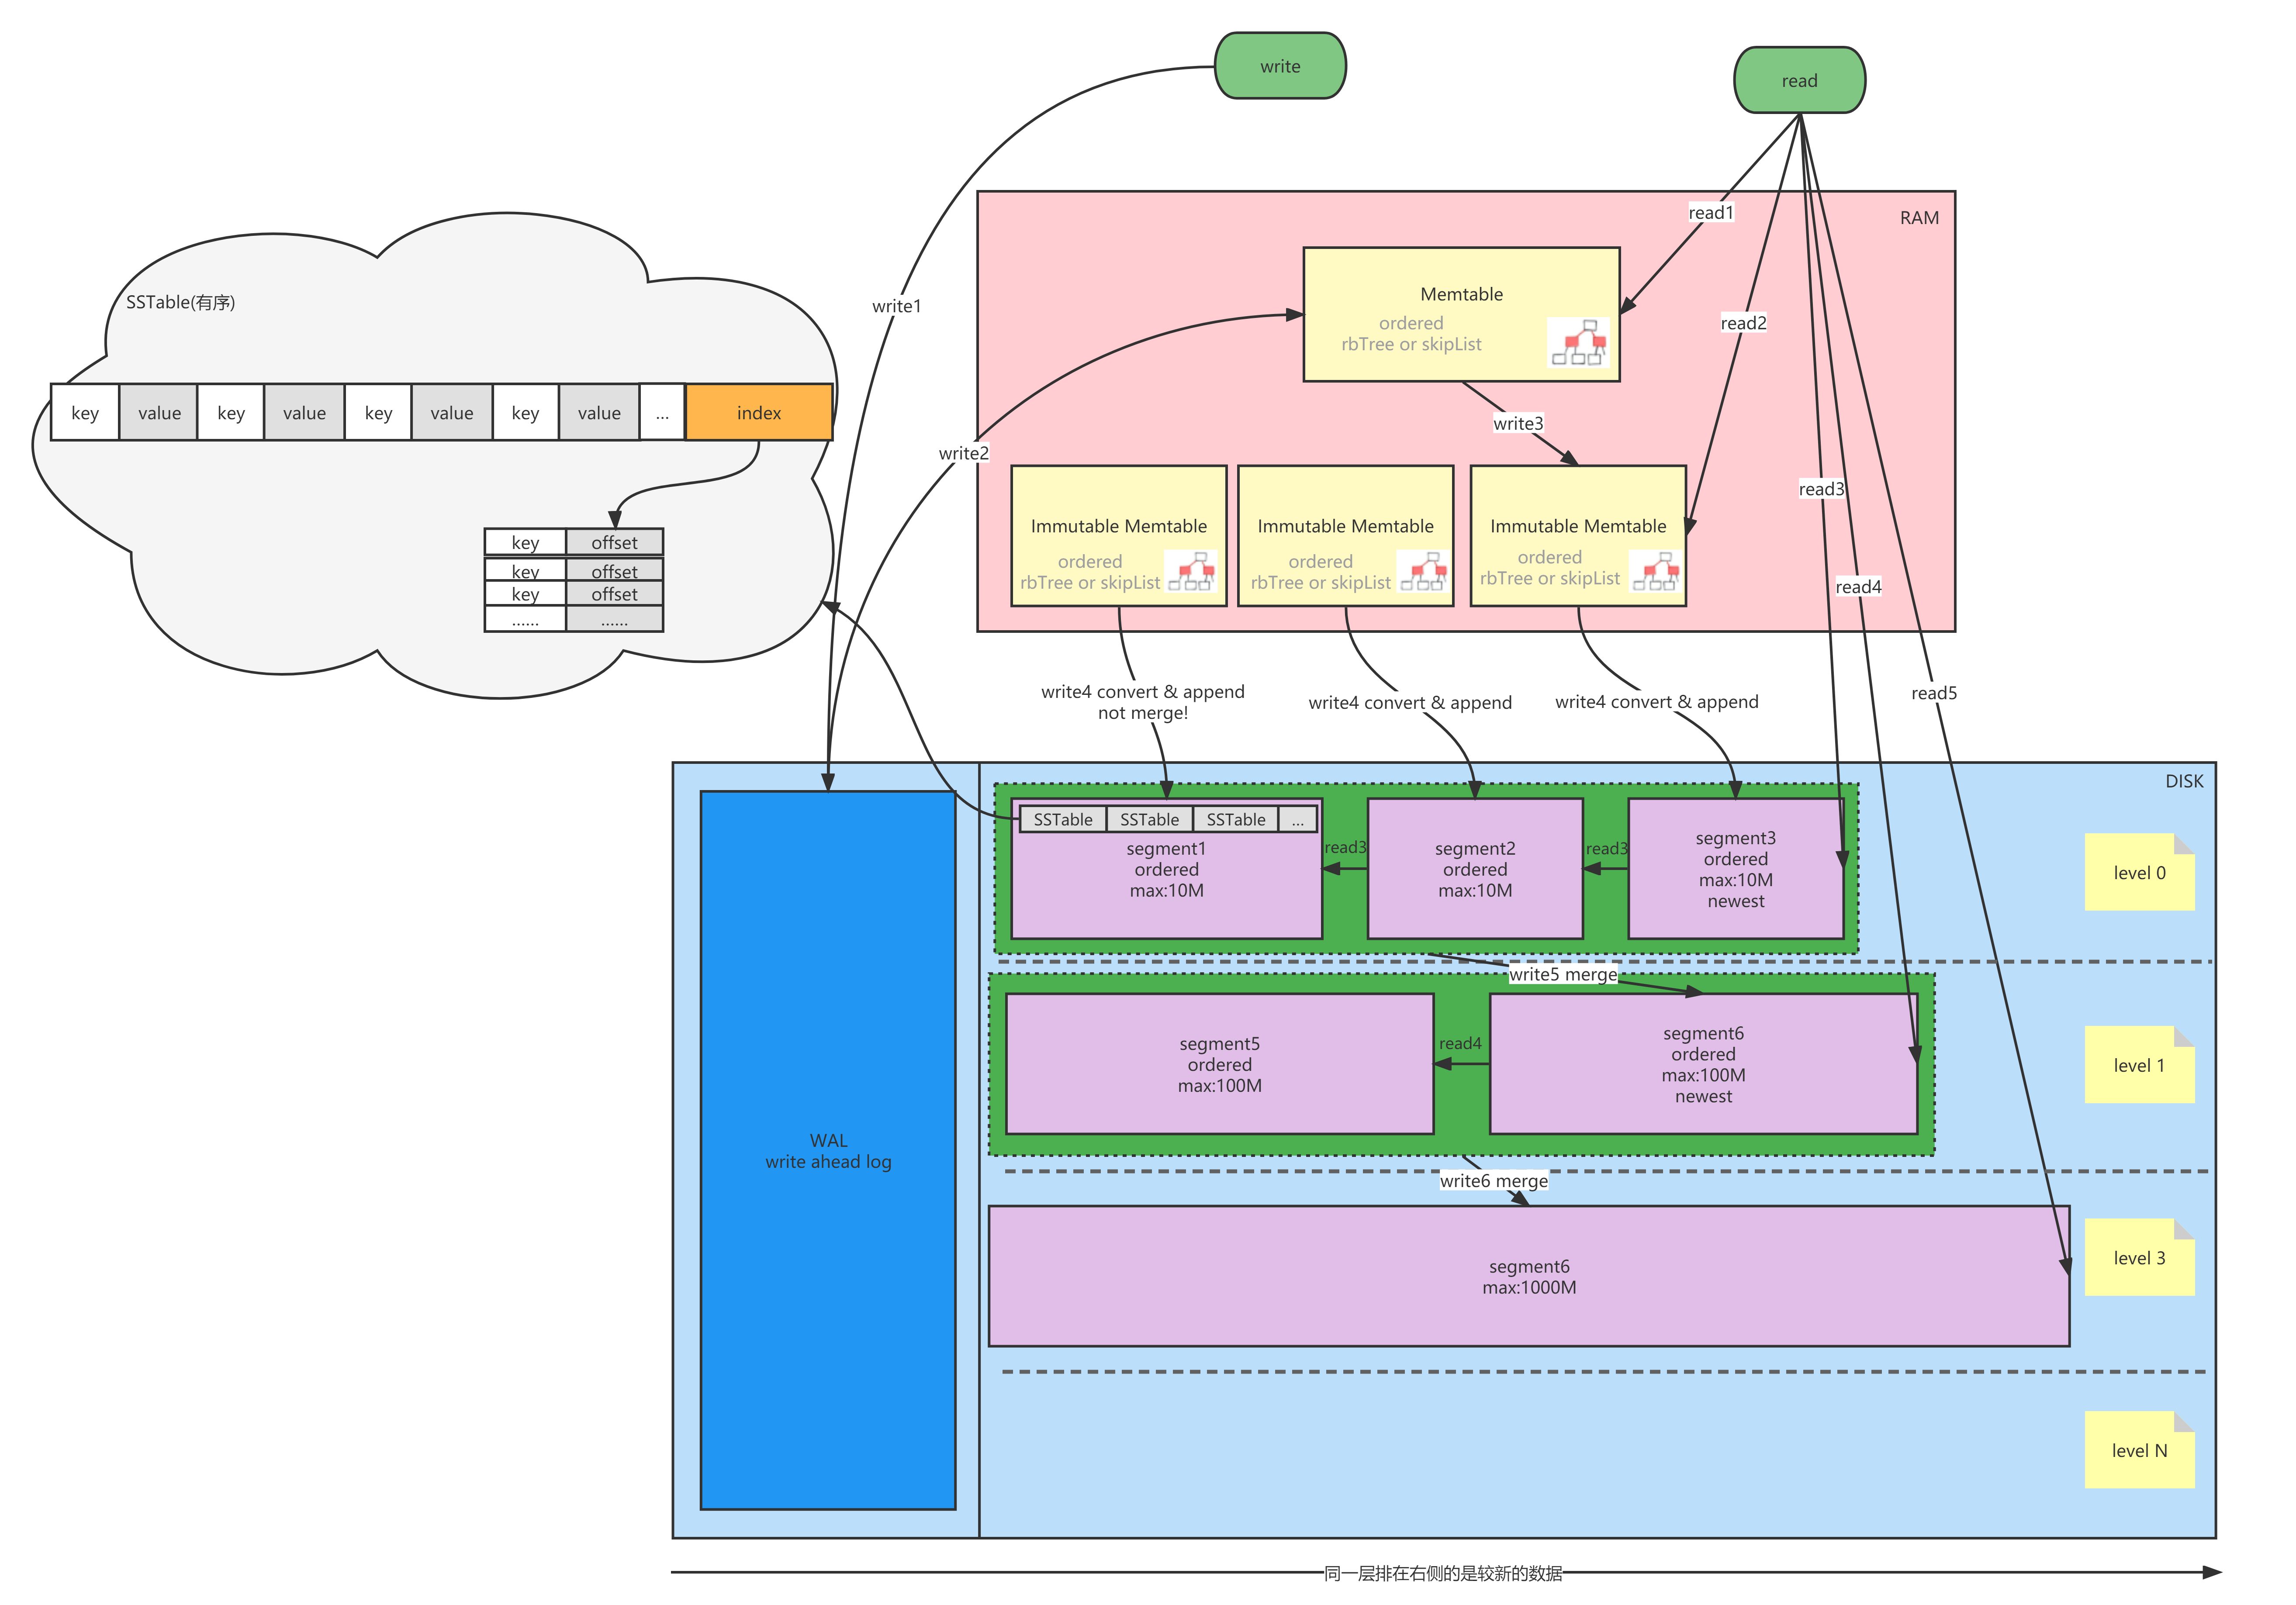 write
read
RAM
read1
Memtable
ordered
rbTree or skipList
read2
write1
SSTable(有序)
key value key value key value key value ... index
write3
write2
read3
Immutable Memtable
ordered
rbTree or skipList
Immutable Memtable
ordered
rbTree or skipList
Immutable Memtable
ordered
rbTree or skipList
key offset
key offset
key offset
...... ......
read4
read5
write4 convert & append
not merge!
write4 convert & append
write4 convert & append
DISK
SSTable SSTable SSTable ...
segment1
ordered
max:10M
read3
segment2
ordered
max:10M
read3
segment3
ordered
max:10M
newest
level 0
write5 merge
segment5
ordered
max:100M
read4
segment6
ordered
max:100M
newest
level 1
WAL
write ahead log
write6 merge
segment6
max:1000M
level 3
level N
同一层排在右侧的是较新的数据